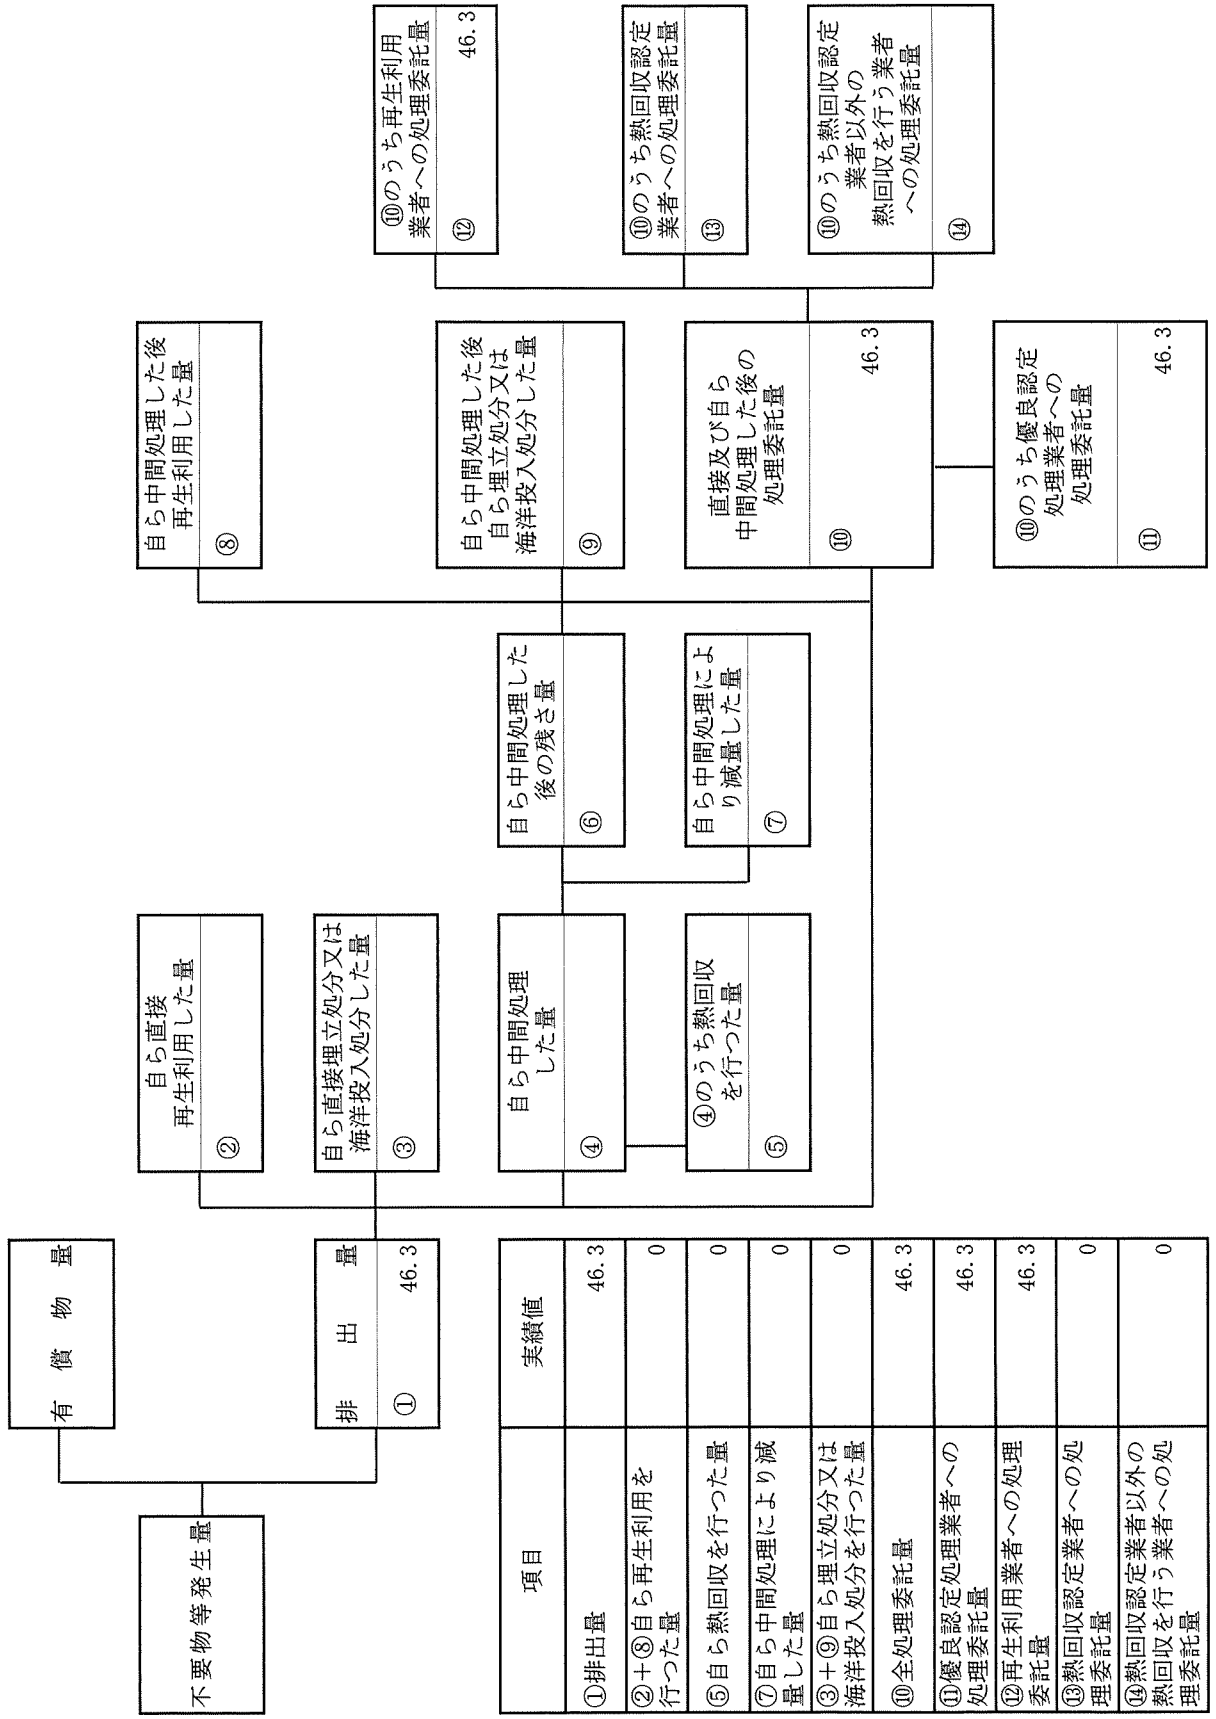 不要物等発生量
有償物量
排出量
① 46.3
自ら直接
再生利用した量
②
自ら直接埋立処分又は
海洋投入処分した量
③
自ら中間処理
した量
④
④のうち熱回収
を行つた量
⑤
自ら中間処理した
後の残さ量
⑥
自ら中間処理によ
り減量した量
⑦
自ら中間処理した後
再生利用した量
⑧
自ら中間処理した後
自ら埋立処分又は
海洋投入処分した量
⑨
直接及び自ら
中間処理した後の
処理委託量
⑩ 46.3
⑩のうち優良認定
処理業者への
処理委託量
⑪ 46.3
⑩のうち再生利用
業者への処理委託量
⑫ 46.3
⑩のうち熱回収認定
業者への処理委託量
⑬
⑩のうち熱回収認定
業者以外の
熱回収を行う業者
への処理委託量
⑭
項目 実績値
①排出量 46.3
②+⑧自ら再生利用を
行つた量 0
⑤自ら熱回収を行つた量 0
⑦自ら中間処理により減
量した量 0
③+⑨自ら埋立処分又は
海洋投入処分を行つた量 0
⑩全処理委託量 46.3
⑪優良認定処理業者への
処理委託量 46.3
⑫再生利用業者への処理
委託量 46.3
⑬熱回収認定業者への処
理委託量 0
⑭熱回収認定業者以外の
熱回収を行う業者への処
理委託量 0